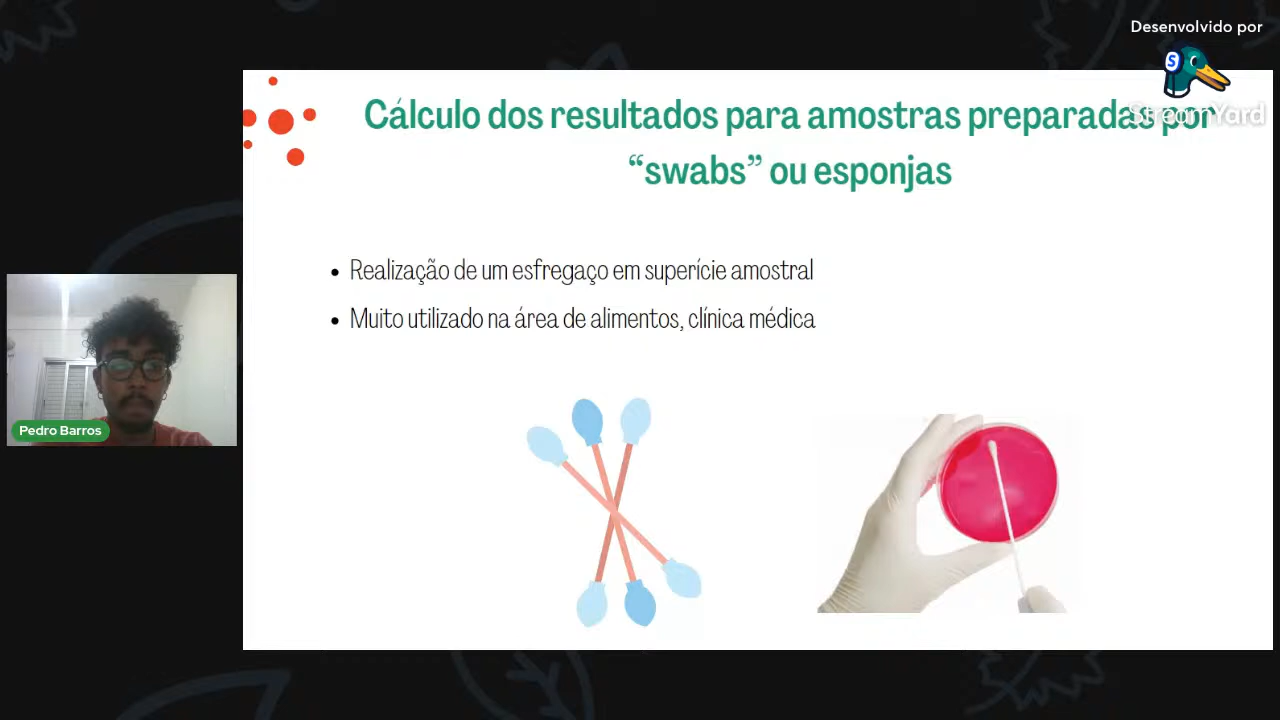 Desenvolvido por
S
StreamYard
Cálculo dos resultados para amostras preparadas por
“swabs” ou esponjas
• Realização de um esfregaço em superície amostral
• Muito utilizado na área de alimentos, clínica médica
Pedro Barros